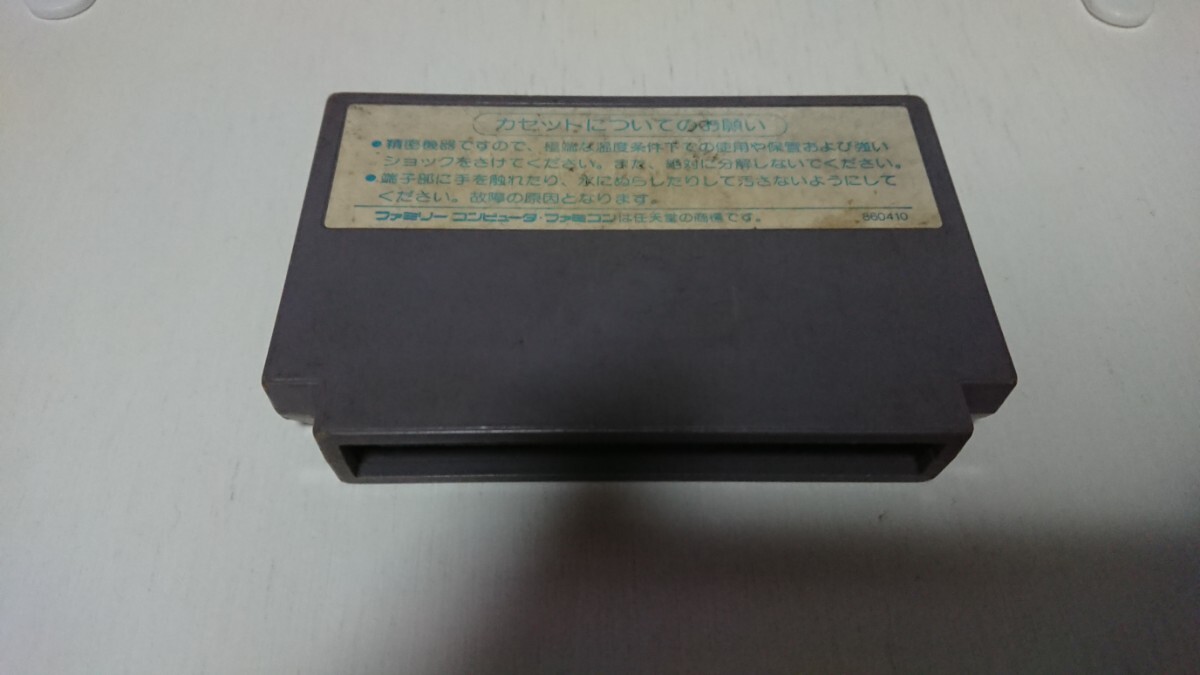 カセットについてのお願い
●精密機器ですので、極端な温度条件下での使用や保管および強い
ショックをさけてください。また、絶対に分解しないでください。
●端子部に手を触れたり、水にぬらしたりして汚さないようにして
ください。故障の原因となります。
ファミリーコンピュータ・ファミコンは任天堂の商標です。 860410